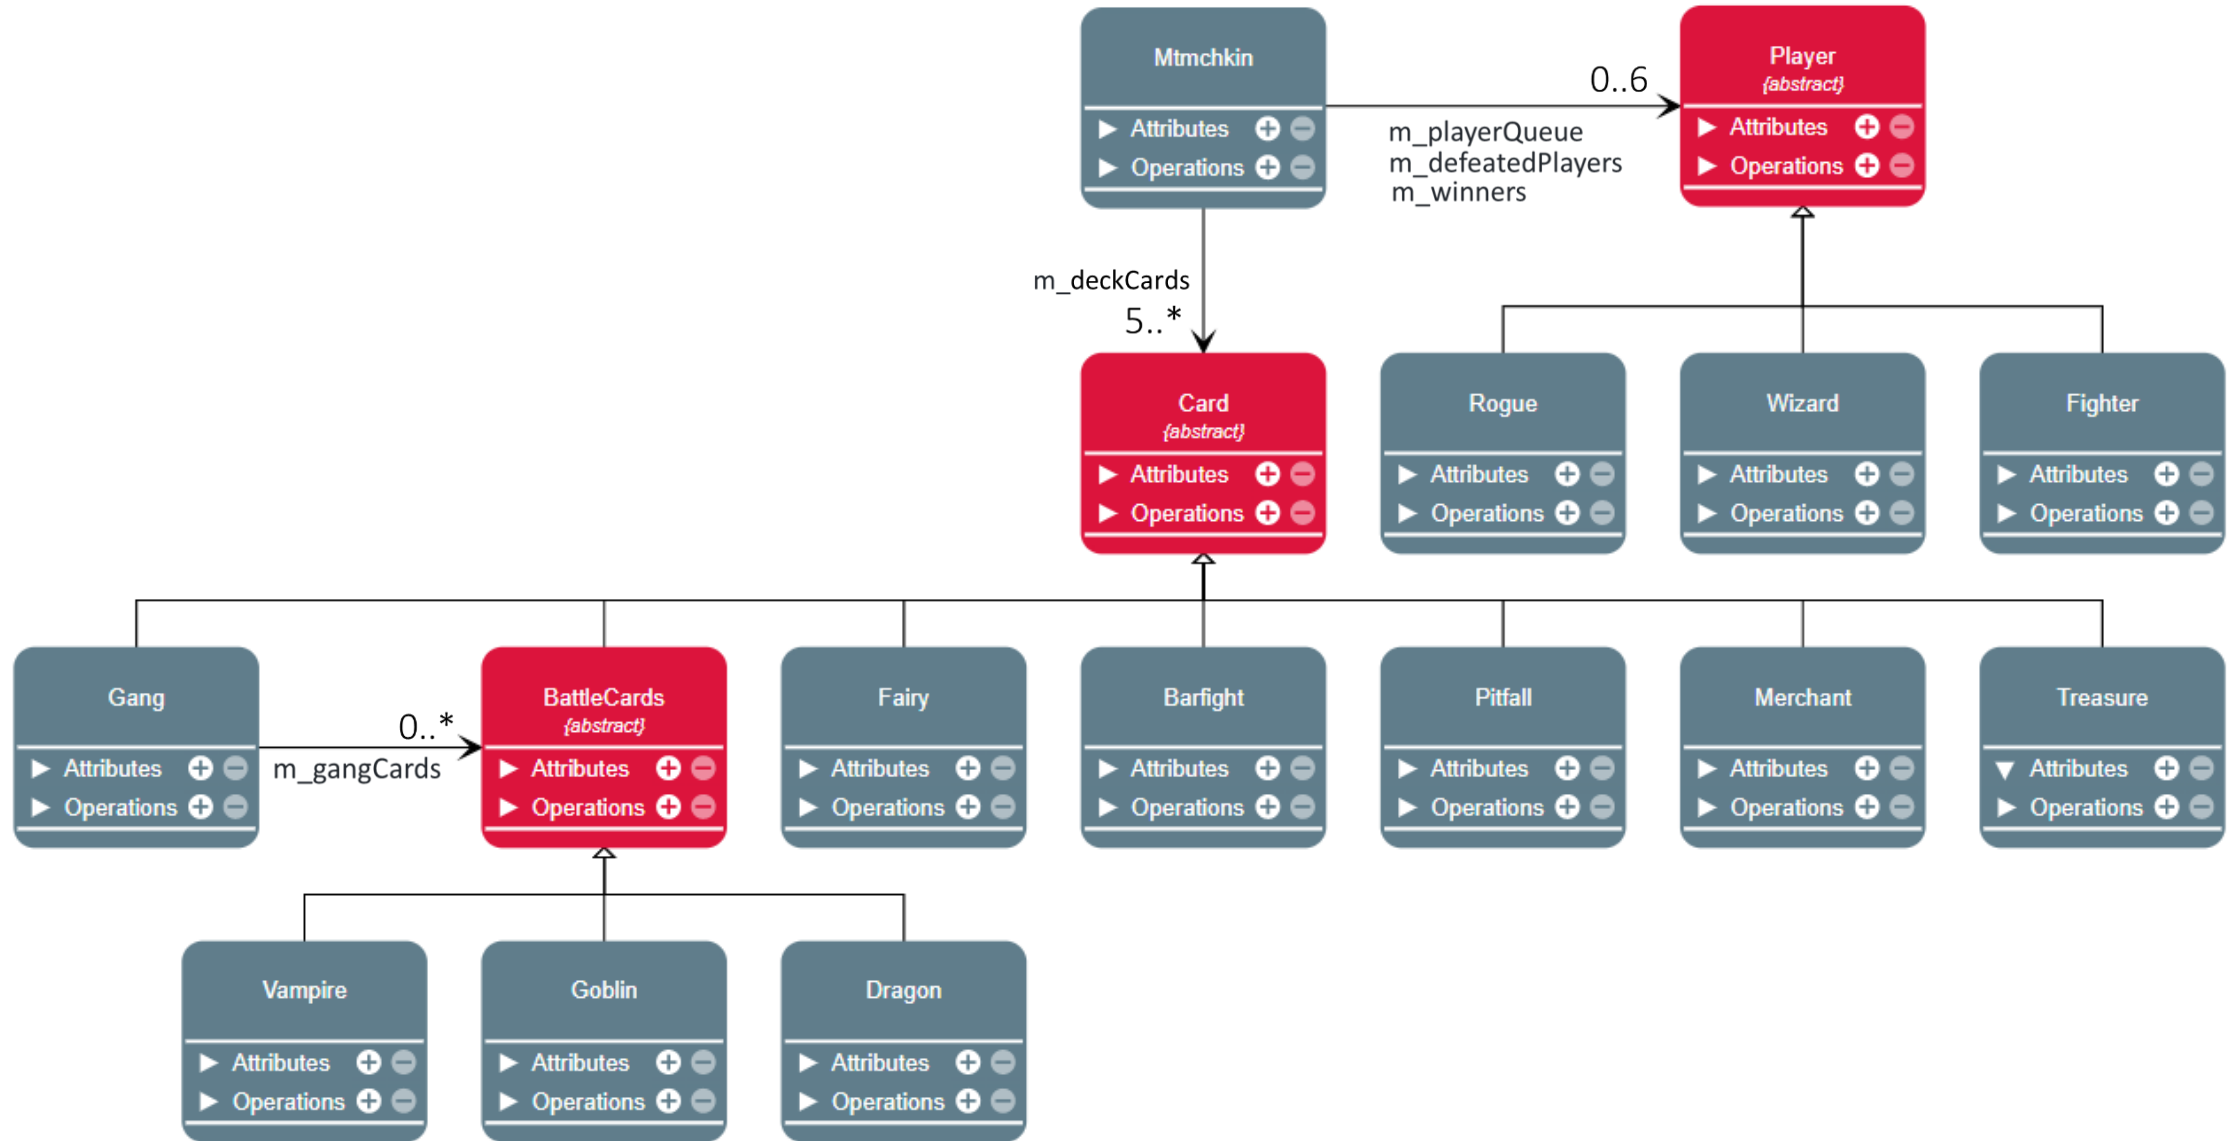 Mtmchkin
Attributes
Operations
0..6
m_playerQueue
m_defeatedPlayers
m_winners
Player
{abstract}
Attributes
Operations
m_deckCards
5..*
Card
{abstract}
Attributes
Operations
Rogue
Attributes
Operations
Wizard
Attributes
Operations
Fighter
Attributes
Operations
Gang
Attributes
Operations
0..*
m_gangCards
BattleCards
{abstract}
Attributes
Operations
Fairy
Attributes
Operations
Barfight
Attributes
Operations
Pitfall
Attributes
Operations
Merchant
Attributes
Operations
Treasure
Attributes
Operations
Vampire
Attributes
Operations
Goblin
Attributes
Operations
Dragon
Attributes
Operations